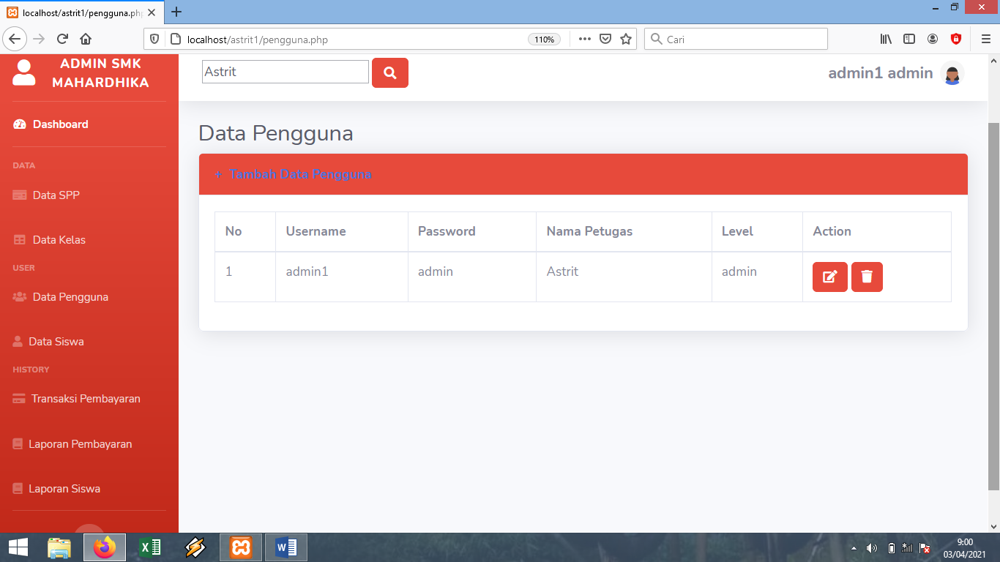 localhost/astrit1/pengguna.php
localhost/astrit1/pengguna.php
110%
Cari
ADMIN SMK
MAHARDHIKA
Astrit
admin1 admin
Dashboard
DATA
Data SPP
Data Kelas
USER
Data Pengguna
Data Siswa
HISTORY
Transaksi Pembayaran
Laporan Pembayaran
Laporan Siswa
Data Pengguna
+ Tambah Data Pengguna
No Username Password Nama Petugas Level Action
1 admin1 admin Astrit admin
9:00
03/04/2021